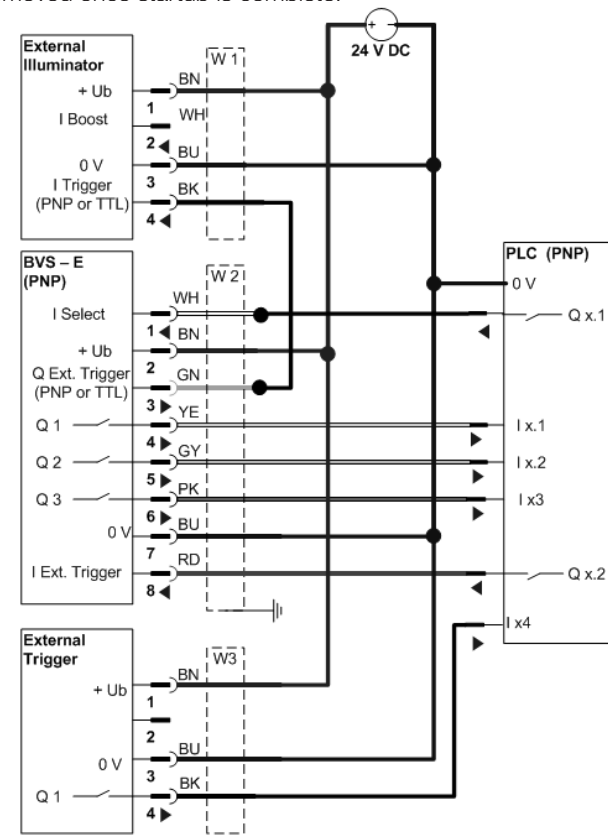 24 V DC
+ -
External
Illuminator
W 1
+ Ub
BN
1
I Boost
WH
2
BU
0 V
3
I Trigger
(PNP or TTL)
BK
4
BVS – E
(PNP)
W 2
I Select
WH
1
BN
+ Ub
2
Q Ext. Trigger
(PNP or TTL)
GN
3
Q 1
YE
4
Q 2
GY
5
Q 3
PK
6
0 V
BU
7
I Ext. Trigger
RD
8
External
Trigger
W3
+ Ub
BN
1
2
BU
0 V
3
Q 1
BK
4
PLC (PNP)
0 V
Q x.1
I x.1
I x.2
I x3
Q x.2
I x4